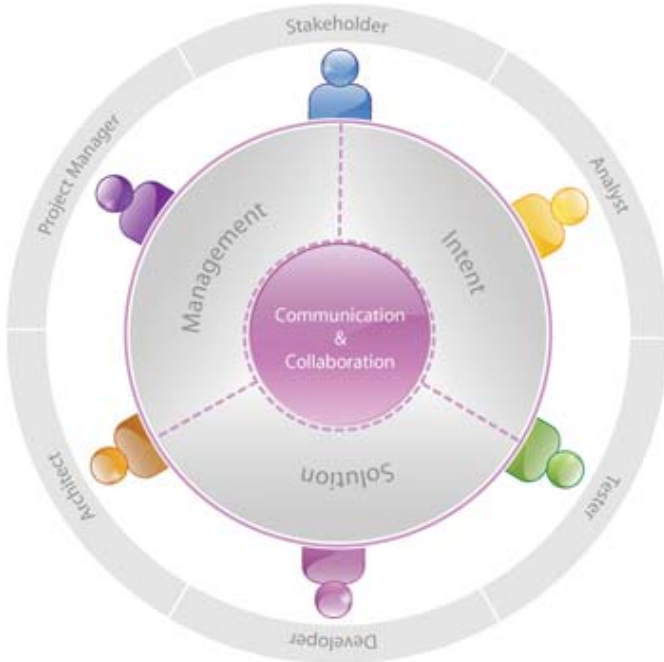 Stakeholder
Project Manager
Analyst
Management
Intent
Communication
&
Collaboration
Solution
Architect
Tester
Developer